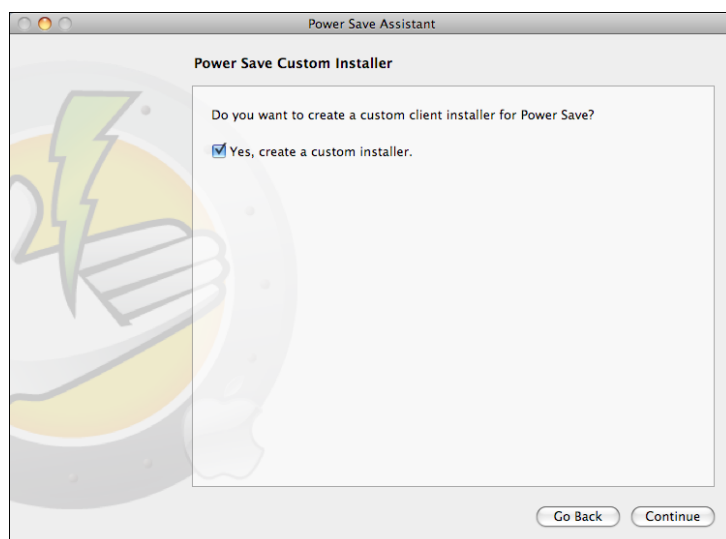 Power Save Assistant
Power Save Custom Installer
Do you want to create a custom client installer for Power Save?
Yes, create a custom installer.
Go Back
Continue